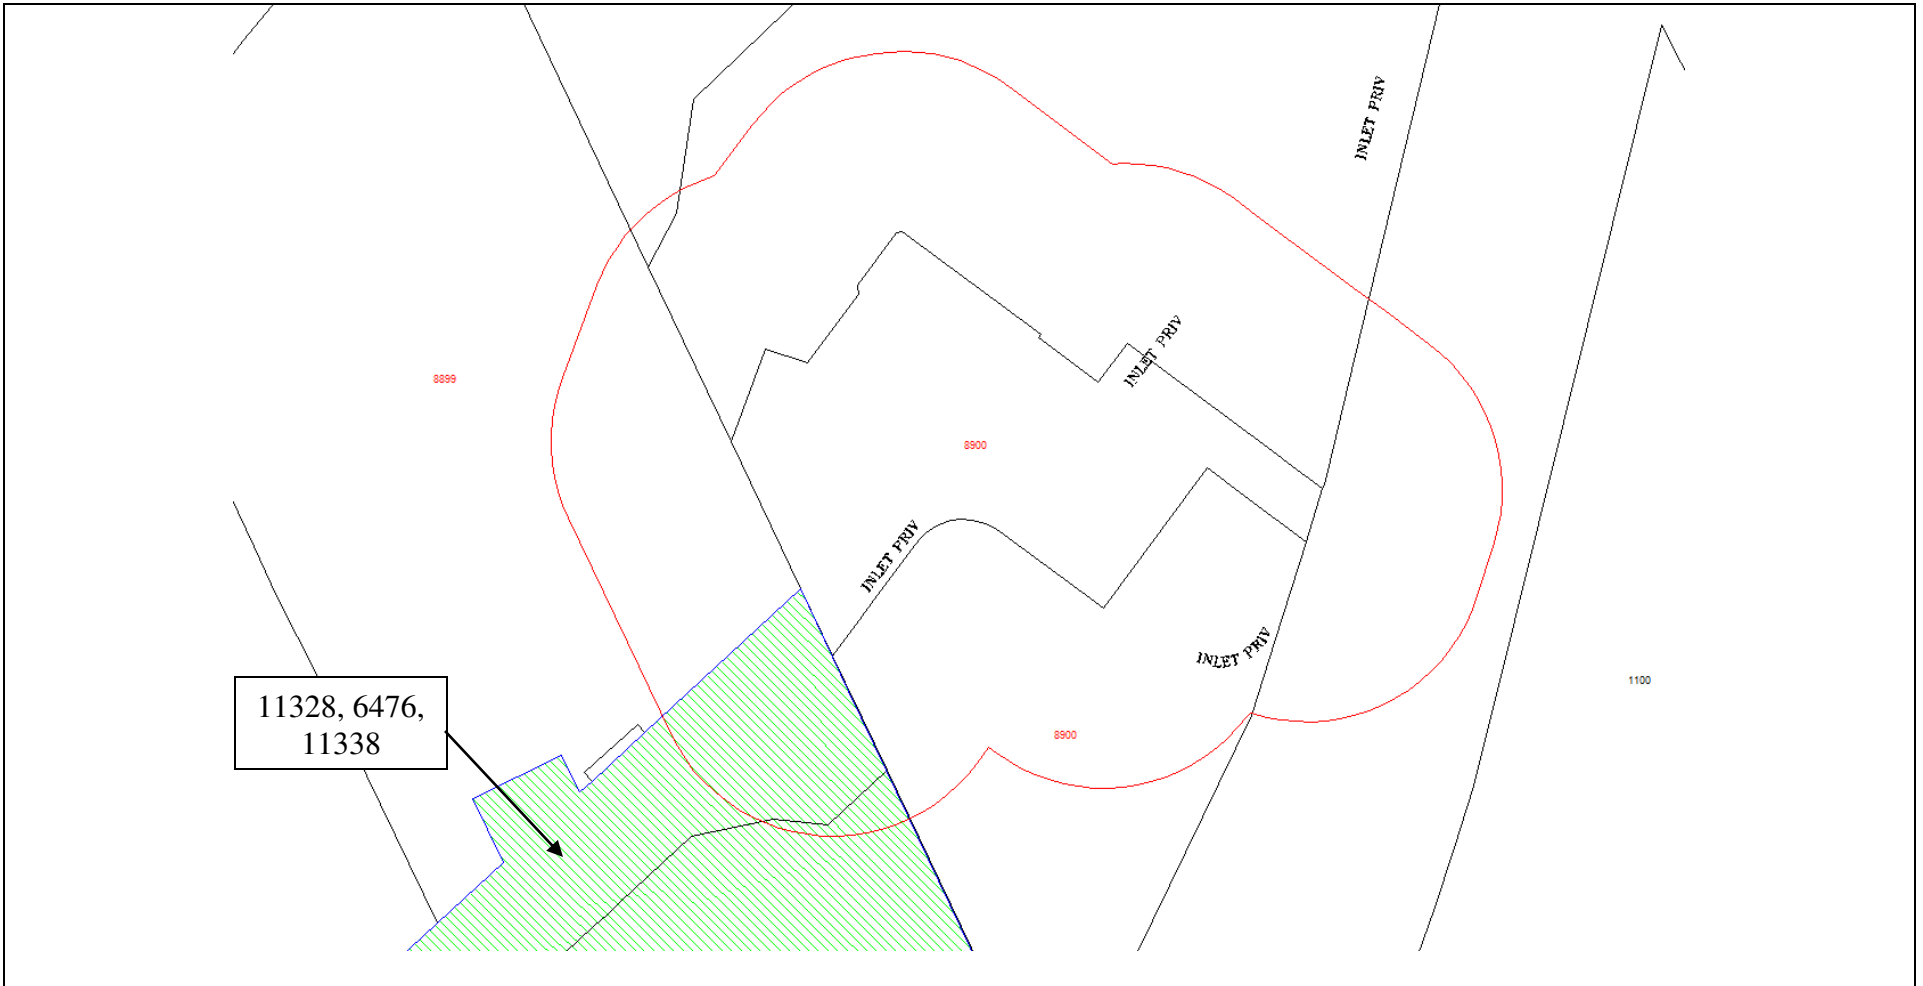 INLET PRIV
INLET PRIV
8899
8900
INLET PRIV
INLET PRIV
1100
11328, 6476,
11338
8900